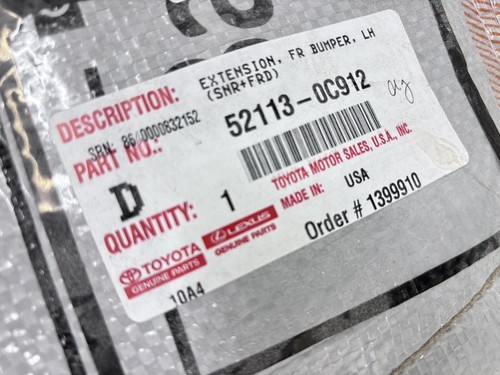 DESCRIPTION: EXTENSION, FR BUMPER, LH
(SNR+FRD)
SRN: 86/0000832152
PART NO.: 52113-0C912
D
TOYOTA MOTOR SALES, U.S.A., INC.
QUANTITY: 1 MADE IN: USA
TOYOTA
GENUINE PARTS
LEXUS
GENUINE PARTS
Order # 1399910
10A4